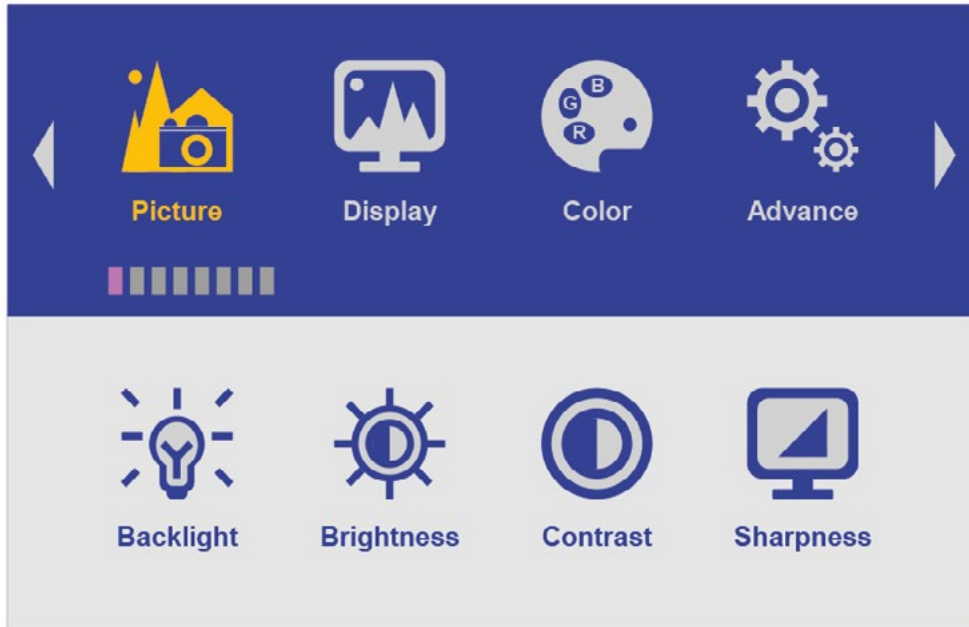 B
G
R
Picture Display Color Advance
Backlight Brightness Contrast Sharpness